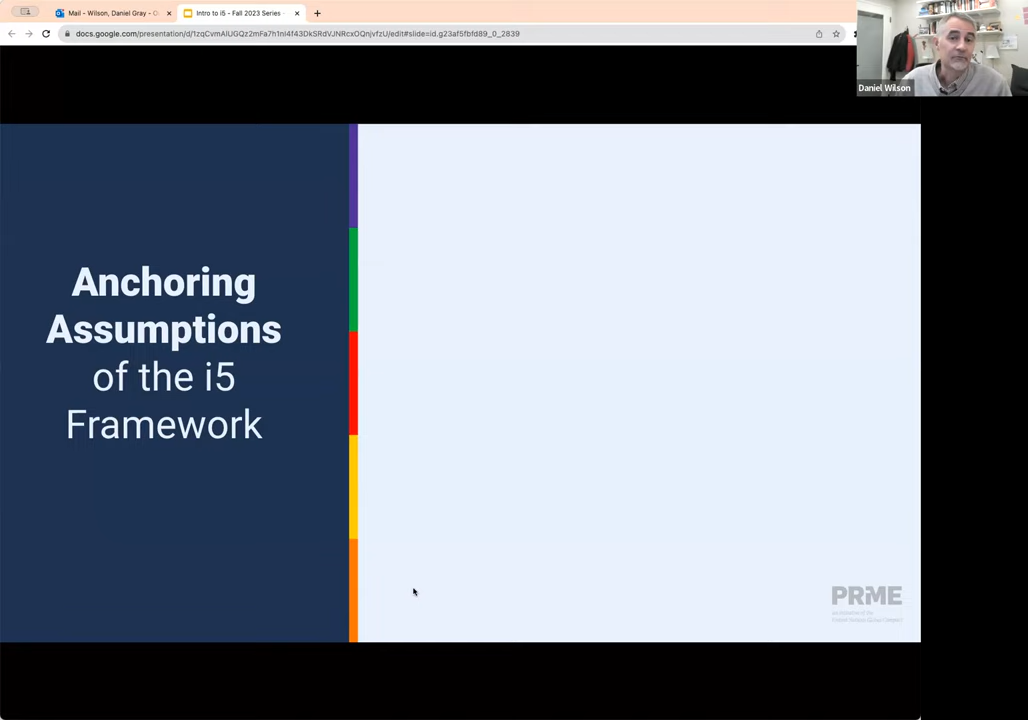 Mail - Wilson, Daniel Gray - O
Intro to i5 - Fall 2023 Series -
docs.google.com/presentation/d/1zqCvmAlUGQz2mFa7h1nI4f43DkSRdVJNRcxOQnjvfzU/edit#slide=id.g23af5fbfd89_0_2839
Daniel Wilson
Anchoring
Assumptions
of the i5
Framework
PRME